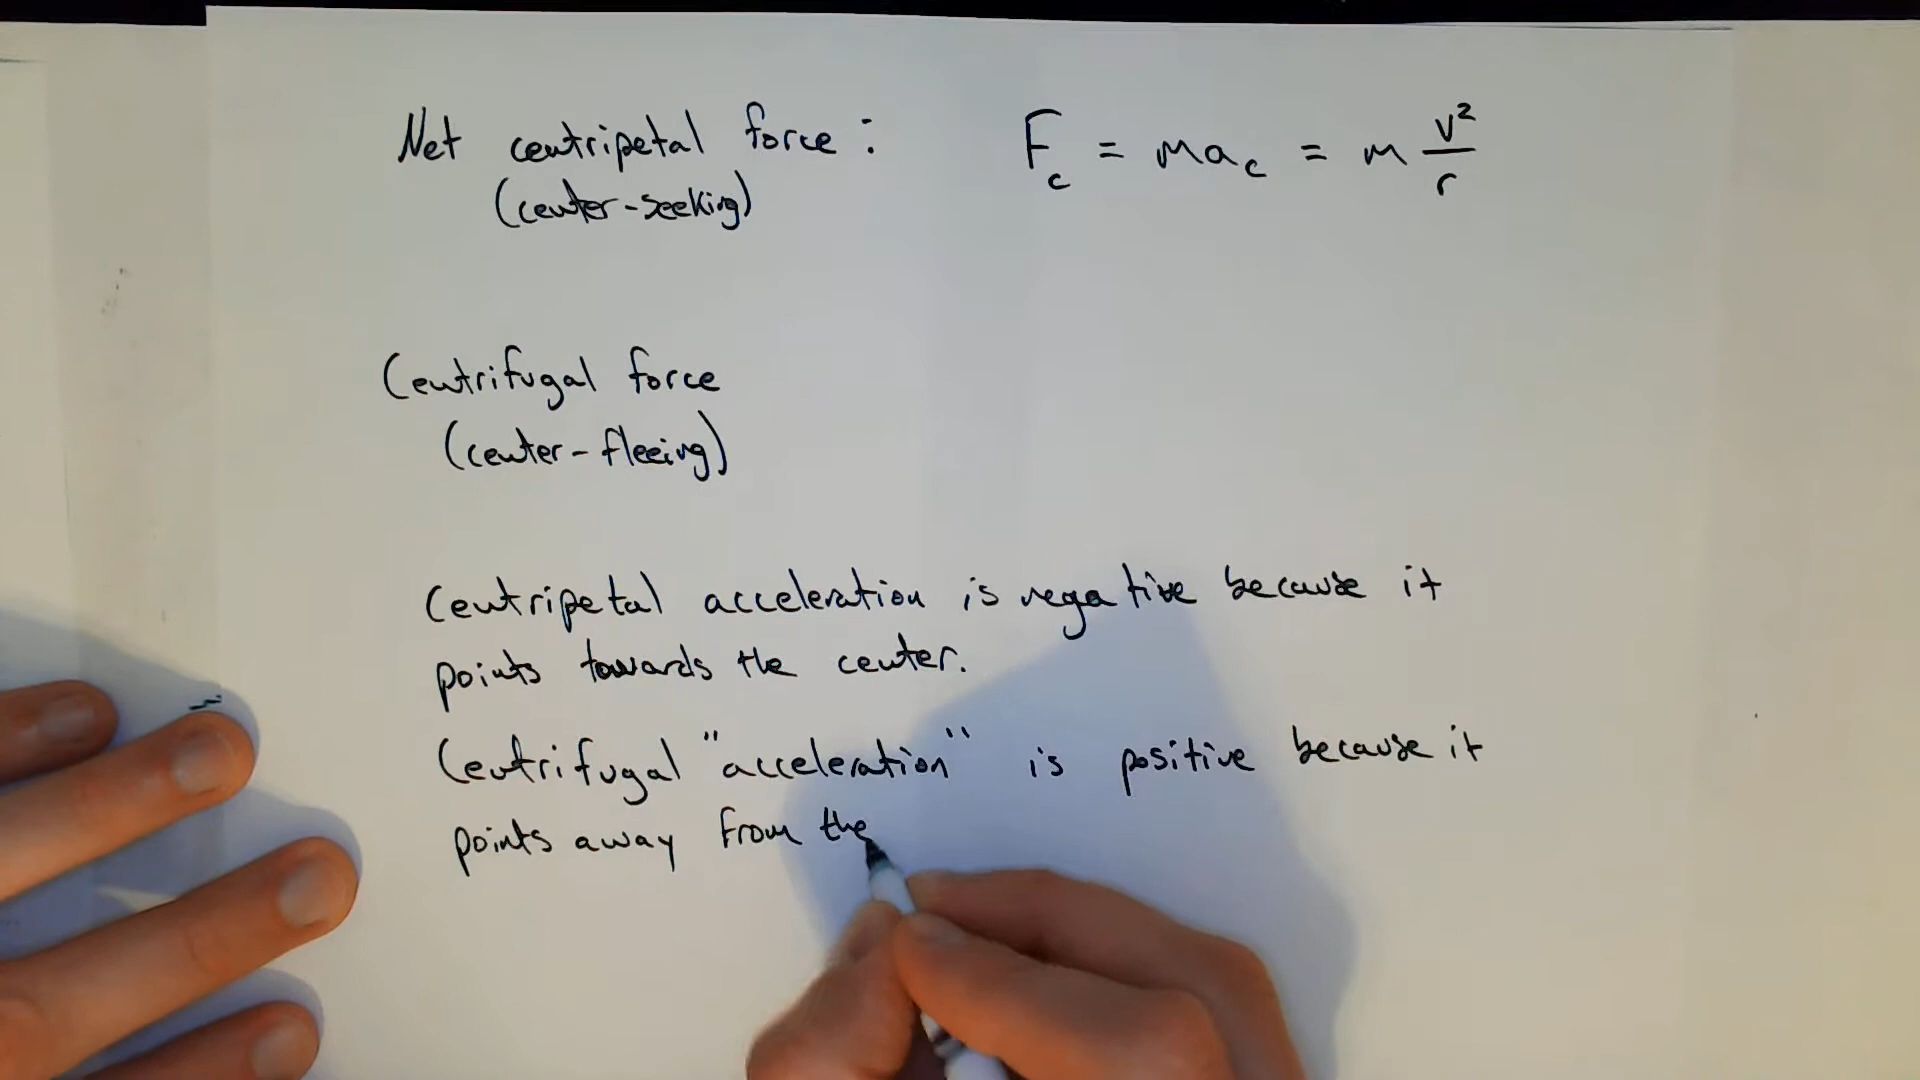 Net centripetal force : F_c = ma_c = m v²/r
(center-seeking)
Centrifugal force
(center-fleeing)
Centripetal acceleration is negative because it
points towards the center.
Centrifugal "acceleration" is positive because it
points away from the